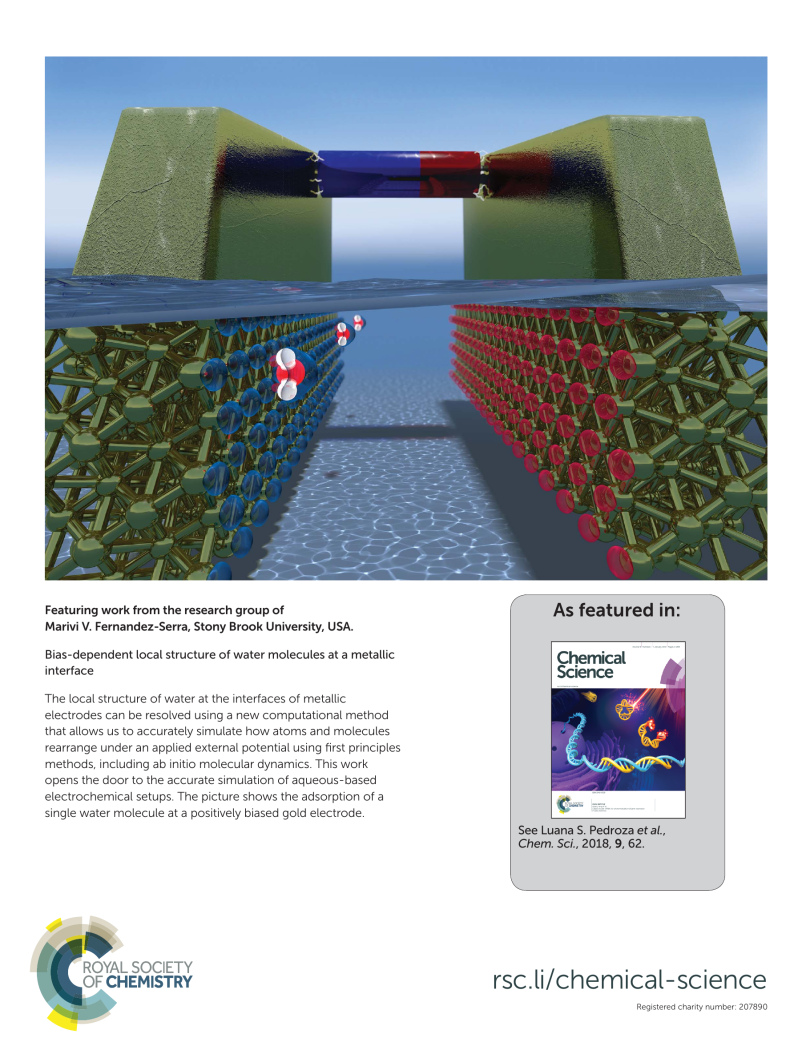 Featuring work from the research group of
Marivi V. Fernandez-Serra, Stony Brook University, USA.
Bias-dependent local structure of water molecules at a metallic
interface
The local structure of water at the interfaces of metallic
electrodes can be resolved using a new computational method
that allows us to accurately simulate how atoms and molecules
rearrange under an applied external potential using first principles
methods, including ab initio molecular dynamics. This work
opens the door to the accurate simulation of aqueous-based
electrochemical setups. The picture shows the adsorption of a
single water molecule at a positively biased gold electrode.
As featured in:
Chemical
Science
ROYAL SOCIETY
OF CHEMISTRY
See Luana S. Pedroza et al.,
Chem. Sci., 2018, 9, 62.
ROYAL SOCIETY
OF CHEMISTRY
rsc.li/chemical-science
Registered charity number: 207890